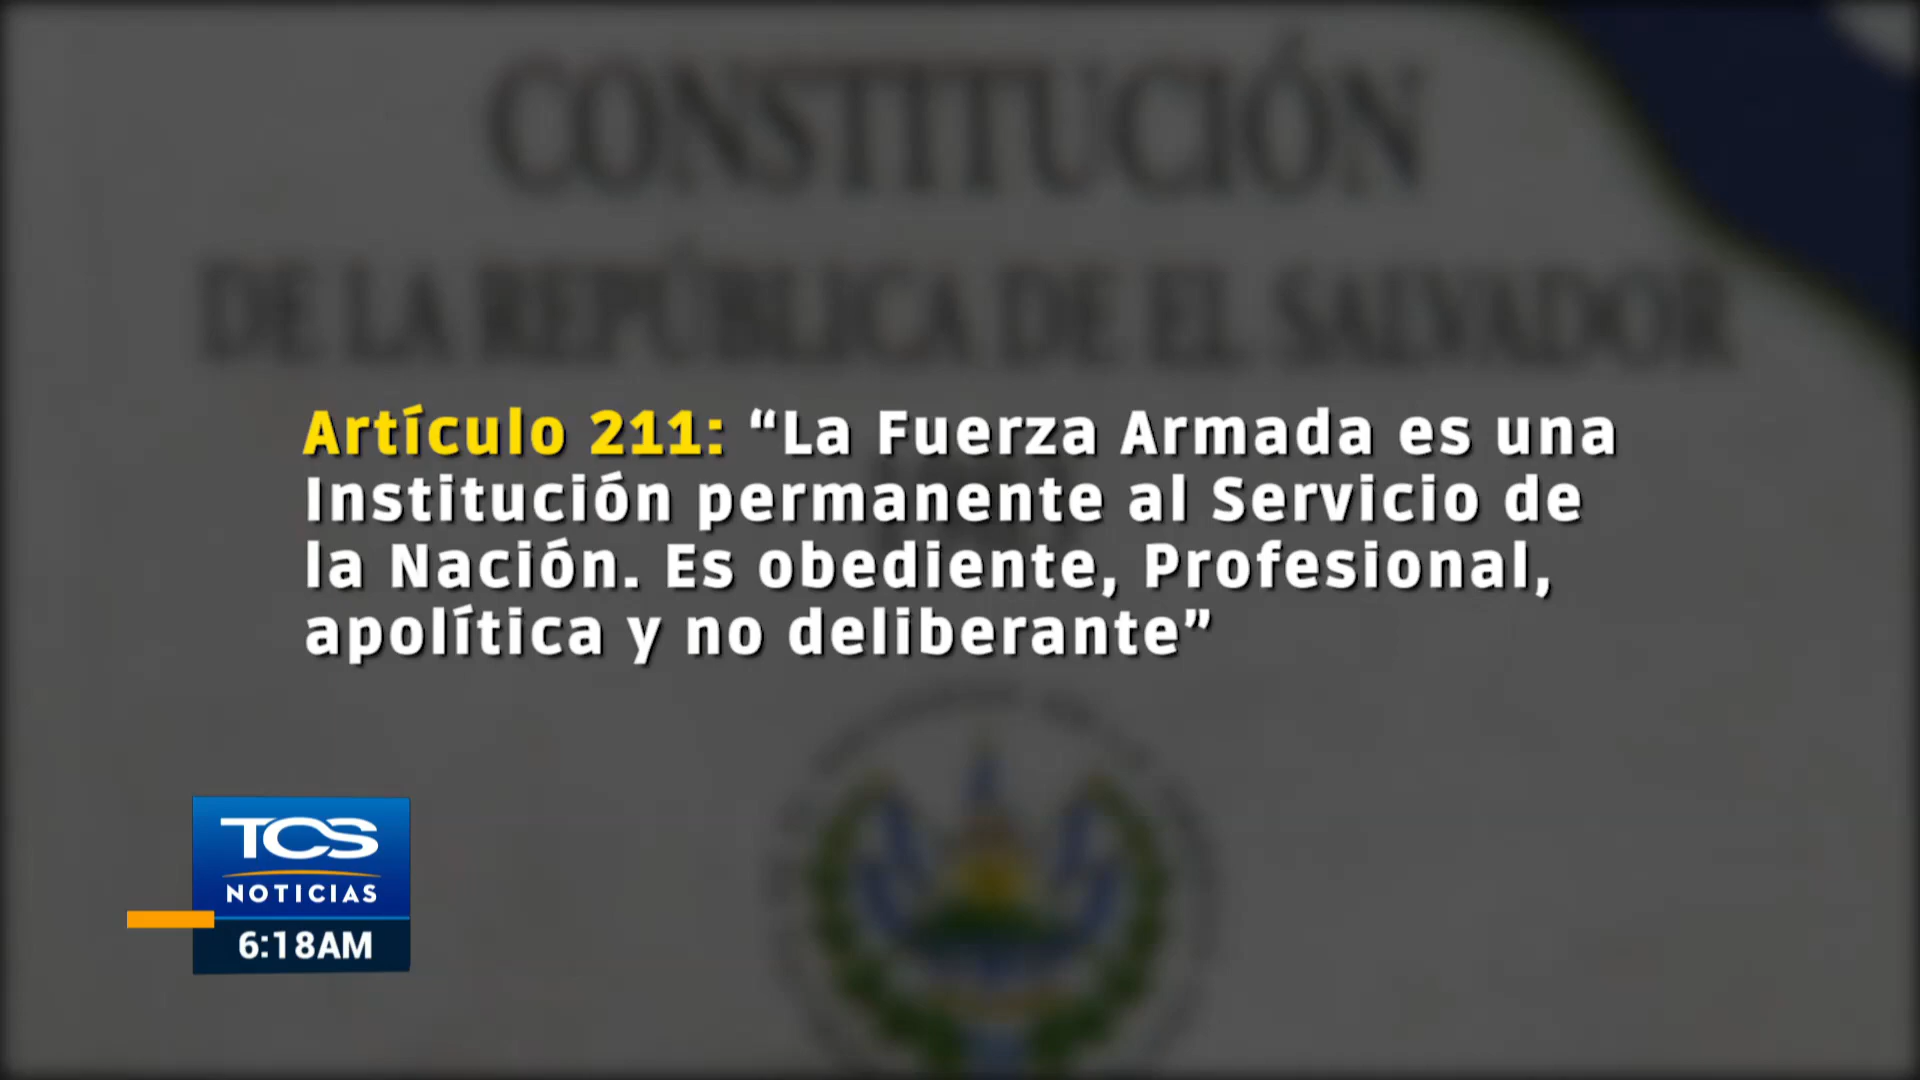 CONSTITUCIÓN
DE LA REPÚBLICA DE EL SALVADOR
Artículo 211: “La Fuerza Armada es una
Institución permanente al Servicio de
la Nación. Es obediente, Profesional,
apolítica y no deliberante”
TCS
NOTICIAS
6:18AM